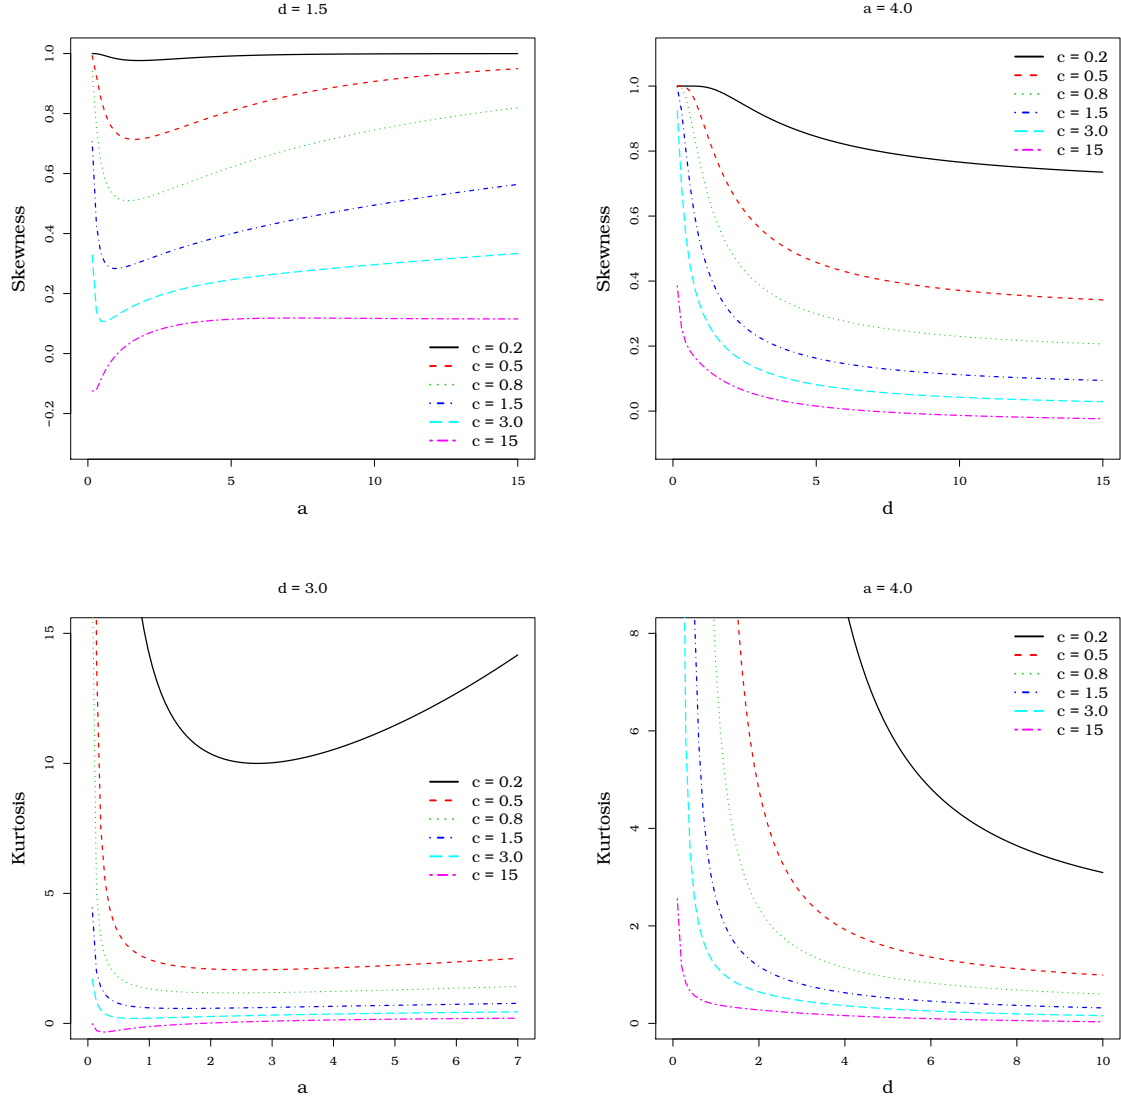 d = 1.5
Skewness
1.0
0.8
0.6
0.4
0.2
0.0
−0.2
c = 0.2
c = 0.5
c = 0.8
c = 1.5
c = 3.0
c = 15
0 5 10 15
a
a = 4.0
Skewness
1.0
0.8
0.6
0.4
0.2
0.0
c = 0.2
c = 0.5
c = 0.8
c = 1.5
c = 3.0
c = 15
0 5 10 15
d
d = 3.0
Kurtosis
15
10
5
0
c = 0.2
c = 0.5
c = 0.8
c = 1.5
c = 3.0
c = 15
0 1 2 3 4 5 6 7
a
a = 4.0
Kurtosis
8
6
4
2
0
c = 0.2
c = 0.5
c = 0.8
c = 1.5
c = 3.0
c = 15
0 2 4 6 8 10
d